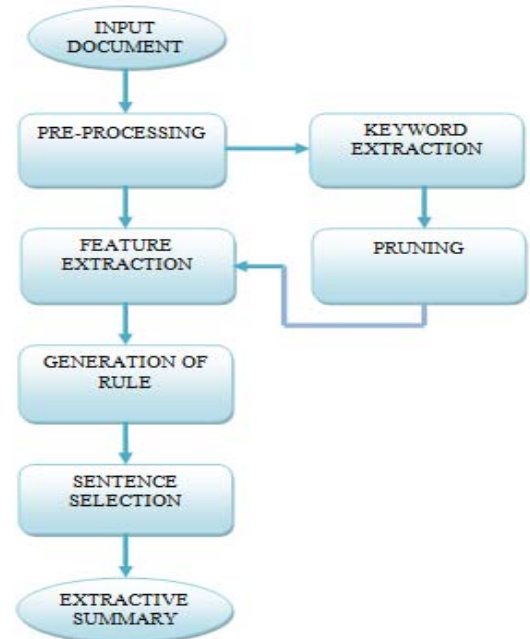 INPUT
DOCUMENT
PRE-PROCESSING
KEYWORD
EXTRACTION
FEATURE
EXTRACTION
PRUNING
GENERATION OF
RULE
SENTENCE
SELECTION
EXTRACTIVE
SUMMARY